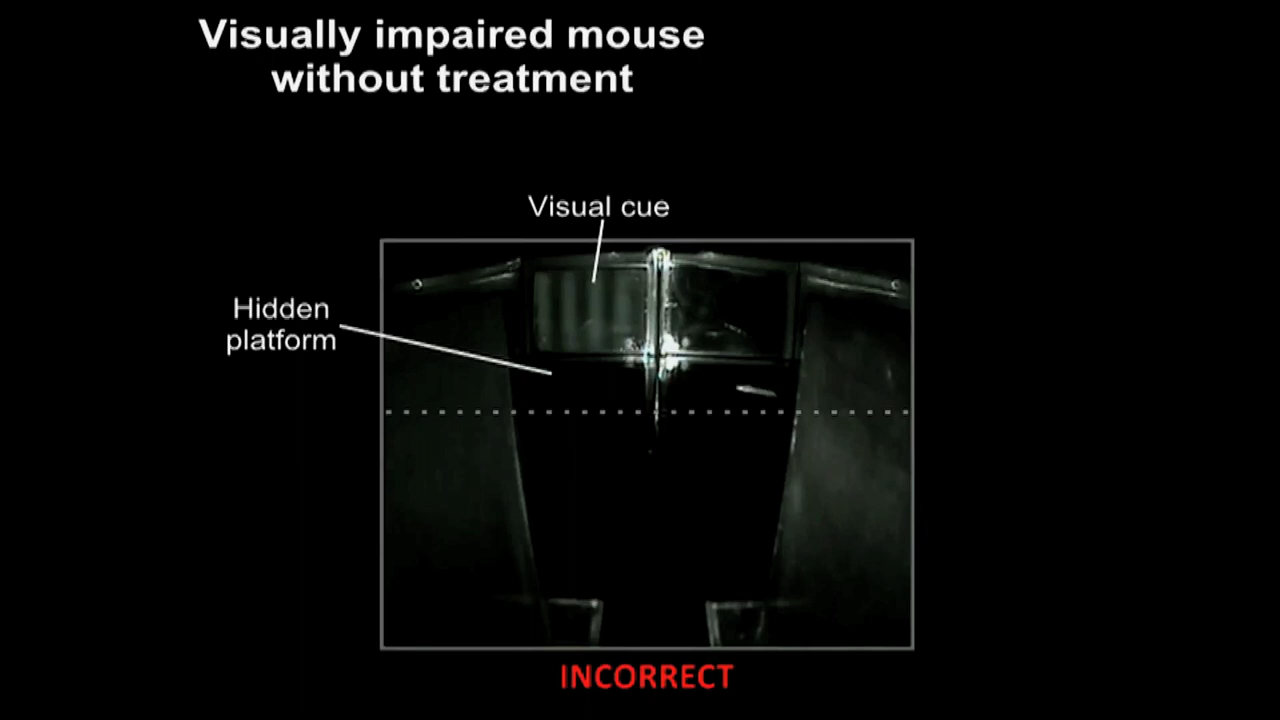 Visually impaired mouse
without treatment
Visual cue
Hidden
platform
INCORRECT